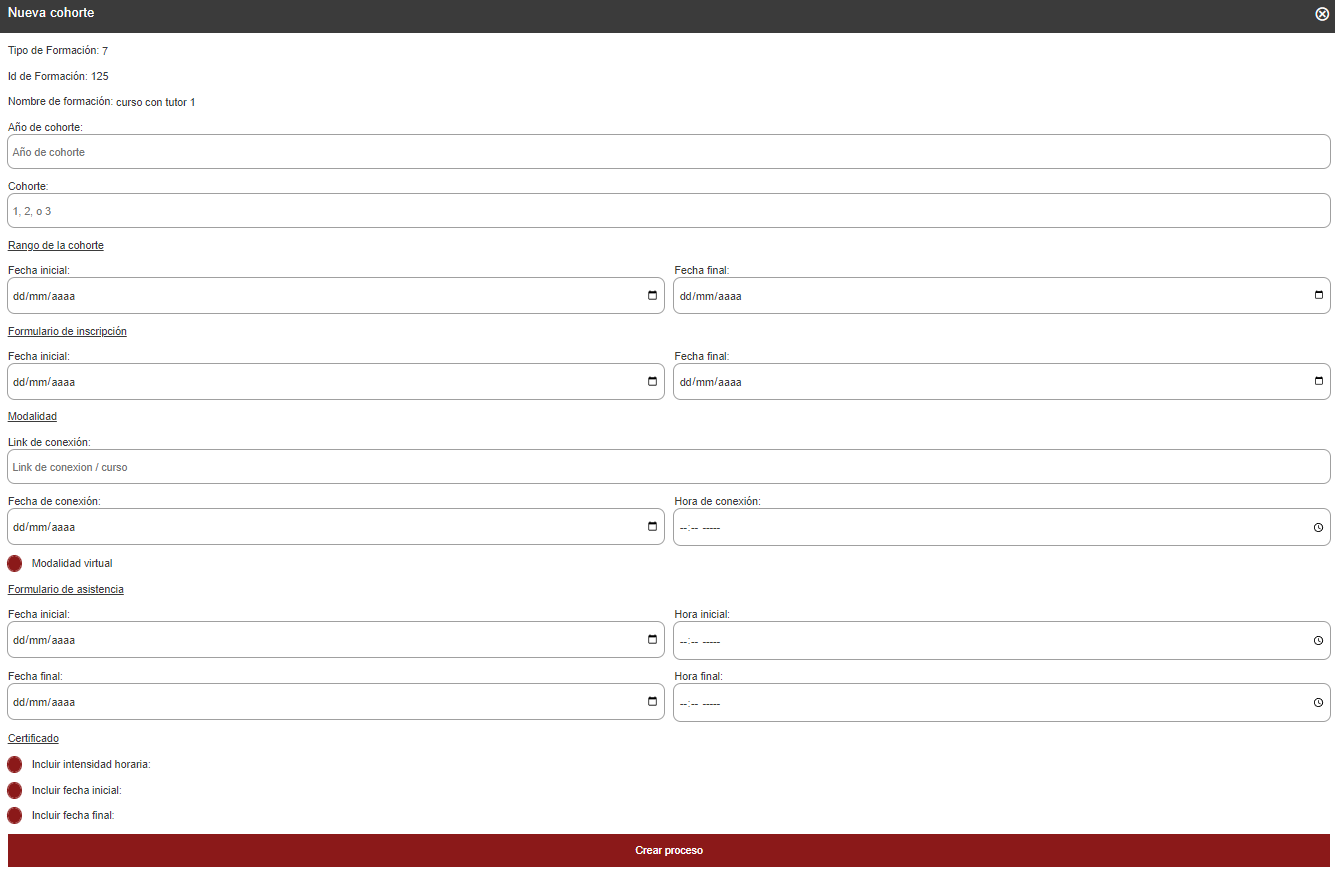 Nueva cohorte
Tipo de Formación: 7
Id de Formación: 125
Nombre de formación: curso con tutor 1
Año de cohorte:
Año de cohorte
Cohorte:
1, 2, o 3
Rango de la cohorte
Fecha inicial: Fecha final:
dd/mm/aaaa dd/mm/aaaa
Formulario de inscripción
Fecha inicial: Fecha final:
dd/mm/aaaa dd/mm/aaaa
Modalidad
Link de conexión:
Link de conexion / curso
Fecha de conexión: Hora de conexión:
dd/mm/aaaa --:-- -----
Modalidad virtual
Formulario de asistencia
Fecha inicial: Hora inicial:
dd/mm/aaaa --:-- -----
Fecha final: Hora final:
dd/mm/aaaa --:-- -----
Certificado
Incluir intensidad horaria:
Incluir fecha inicial:
Incluir fecha final:
Crear proceso